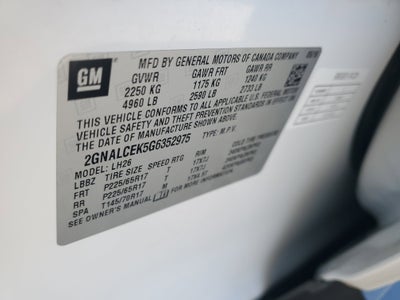 GM
MFD BY GENERAL MOTORS OF CANADA COMPANY
GVWR GAWR FRT GAWR RR
2250 KG 1175 KG 1240 KG
4960 LB 2590 LB 2730 LB
THIS VEHICLE CONFORMS TO ALL APPLICABLE U.S. FEDERAL MOTOR
VEHICLE SAFETY AND THEFT PREVENTION STANDARDS IN EFFECT ON
THE DATE OF MANUFACTURE SHOWN ABOVE.
2GNALCEK5G6352975 TYPE: M.P.V.
MODEL: LH26
LBBZ TIRE SIZE SPEED RTG RIM
FRT P225/65R17 T 17X7J
RR P225/65R17 T 17X7J
SPA T145/70R17 M
SEE OWNER'S MANUAL